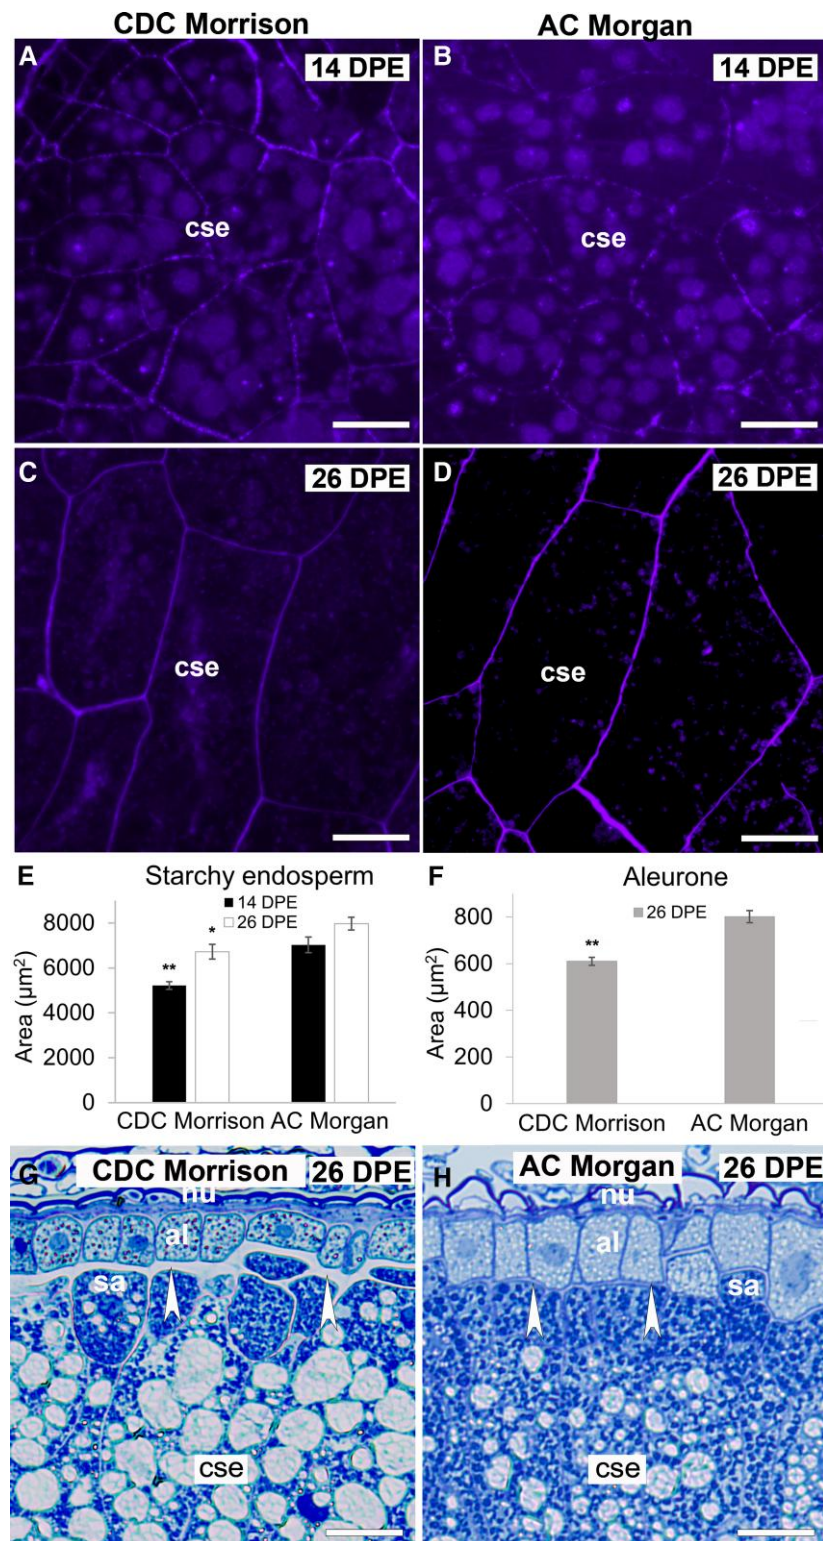 CDC Morrison AC Morgan
A 14 DPE B 14 DPE
cse cse
C 26 DPE D 26 DPE
cse cse
E Starchy endosperm
14 DPE
26 DPE
Area (µm²)
8000
6000
4000
2000
0
** *
CDC Morrison AC Morgan
F Aleurone
26 DPE
Area (µm²)
800
600
400
200
0
**
CDC Morrison AC Morgan
G CDC Morrison 26 DPE
nu
al
sa
cse
H AC Morgan 26 DPE
nu
al
sa
cse